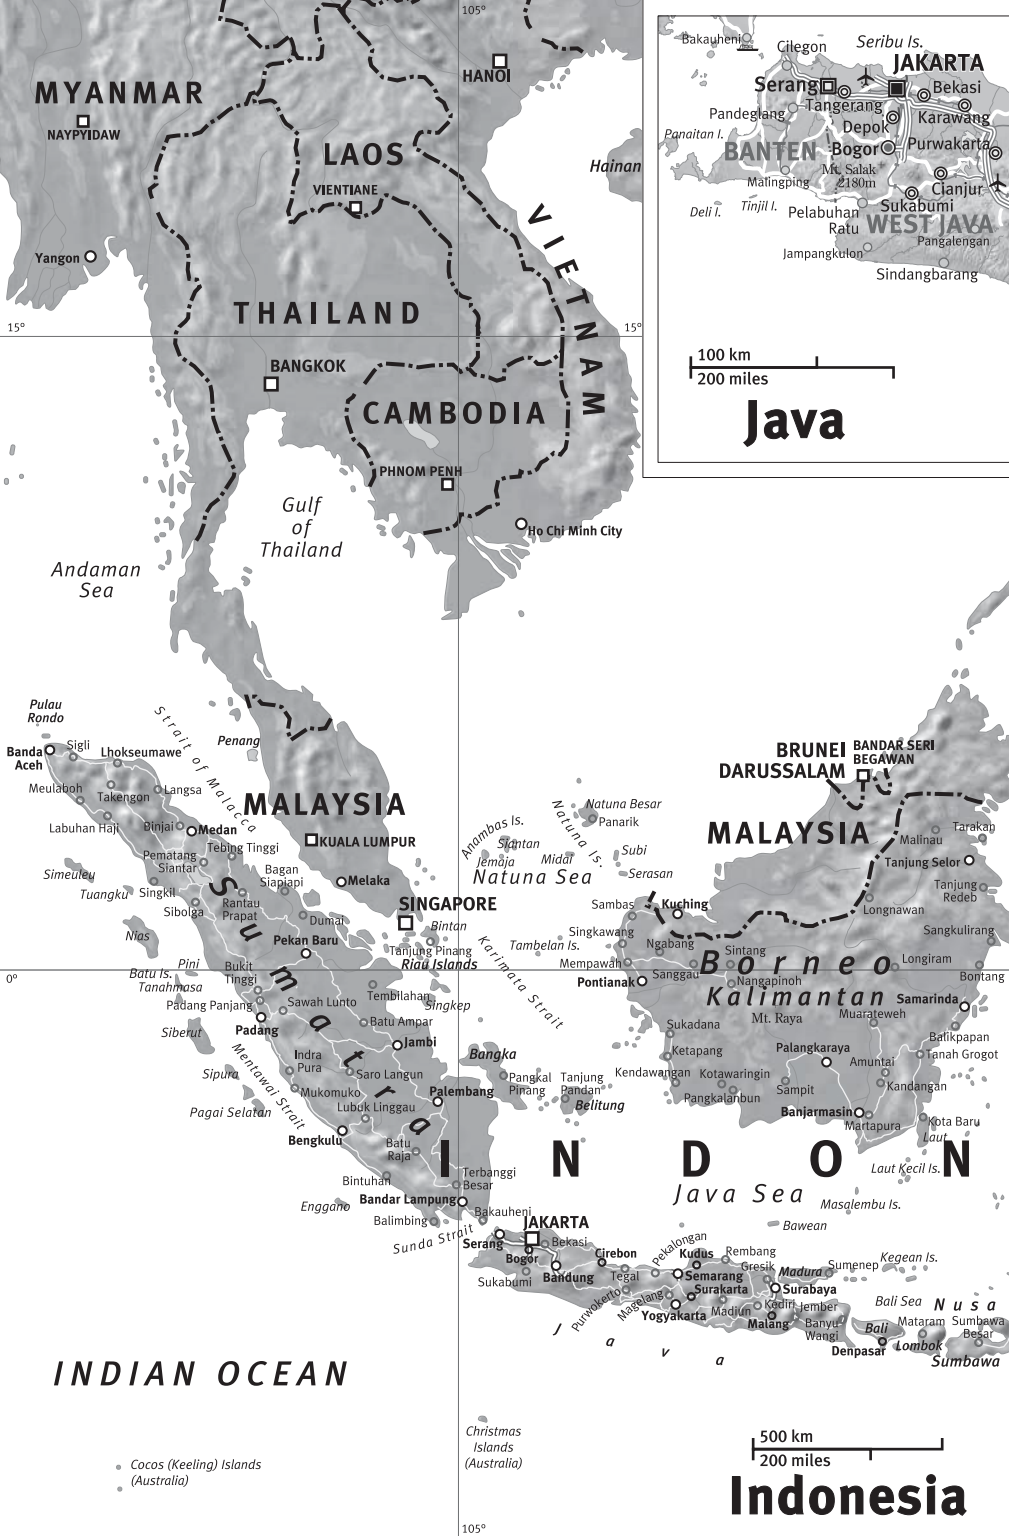 105°
HANOI
MYANMAR
NAYPYIDAW
LAOS
VIENTIANE
Hainan
VIETNAM
Yangon
THAILAND
15°
15°
BANGKOK
CAMBODIA
PHNOM PENH
Ho Chi Minh City
Gulf
of
Thailand
Andaman
Sea
Bakauheni
Cilegon
Seribu Is.
JAKARTA
Serang
Bekasi
Tangerang
Karawang
Pandeglang
Depok
Panaitan I.
BANTEN
Bogor
Purwakarta
Mt. Salak
2180m
Malingping
Cianjur
Deli I.
Tinjil I.
Sukabumi
Pelabuhan
Ratu
WEST JAVA
Pangalengan
Jampangkulon
Sindangbarang
100 km
200 miles
Java
Pulau
Rondo
Banda
Aceh
Sigli
Lhokseumawe
Strait of Malacca
Penang
Meulaboh
Takengon
Langsa
Labuhan Haji
Binjai
Medan
MALAYSIA
KUALA LUMPUR
Tebing Tinggi
Pematang
Siantar
Bagan
Siapiapi
Melaka
Simeuleu
Tuangku
Singkil
Sibolga
Rantau
Prapat
Dumai
SINGAPORE
Bintan
Tanjung Pinang
Riau Islands
Nias
Pekan Baru
Sumatra
Pini
Batu Is.
Tanahmasa
Bukit
Tinggi
0°
Tembilahan
Singkep
Padang Panjang
Sawah Lunto
Siberut
Padang
Batu Ampar
Jambi
Mentawai Strait
Indra
Pura
Sipura
Saro Langun
Mukomuko
Pagai Selatan
Lubuk Linggau
Palembang
Bengkulu
Batu
Raja
Bintuhan
Terbanggi
Besar
Enggano
Bandar Lampung
Balimbing
Bakauheni
Sunda Strait
Anambas Is.
Siantan
Jemaja
Midai
Natuna Is.
Natuna Besar
Panarik
Subi
Serasan
Natuna Sea
Tambelan Is.
Karimata Strait
Bangka
Pangkal
Pinang
Tanjung
Pandan
Belitung
BRUNEI
DARUSSALAM
BANDAR SERI
BEGAWAN
MALAYSIA
Malinau
Tarakan
Tanjung Selor
Tanjung
Redeb
Longnawan
Sambas
Kuching
Singkawang
Sangkulirang
Mempawah
Ngabang
Sintang
Sanggau
Borneo
Longiram
Bontang
Pontianak
Nangapinoh
Kalimantan
Samarinda
Mt. Raya
Muarateweh
Sukadana
Balikpapan
Ketapang
Palangkaraya
Tanah Grogot
Amuntai
Kendawangan
Kotawaringin
Sampit
Kandangan
Pangkalanbun
Banjarmasin
Martapura
Kota Baru
Laut
INDON
Laut Kecil Is.
Java Sea
Masalembu Is.
Bawean
JAKARTA
Serang
Bekasi
Bogor
Cirebon
Pekalongan
Kudus
Rembang
Gresik
Madura
Sumenep
Kegean Is.
Sukabumi
Bandung
Tegal
Semarang
Surabaya
Purwokerto
Magelang
Surakarta
Yogyakarta
Madiun
Kediri
Jember
Malang
Banyu
Wangi
Bali Sea
Nusa
Bali
Mataram
Sumbawa
Besar
Denpasar
Lombok
Sumbawa
Java
INDIAN OCEAN
Christmas
Islands
(Australia)
Cocos (Keeling) Islands
(Australia)
500 km
200 miles
Indonesia
105°